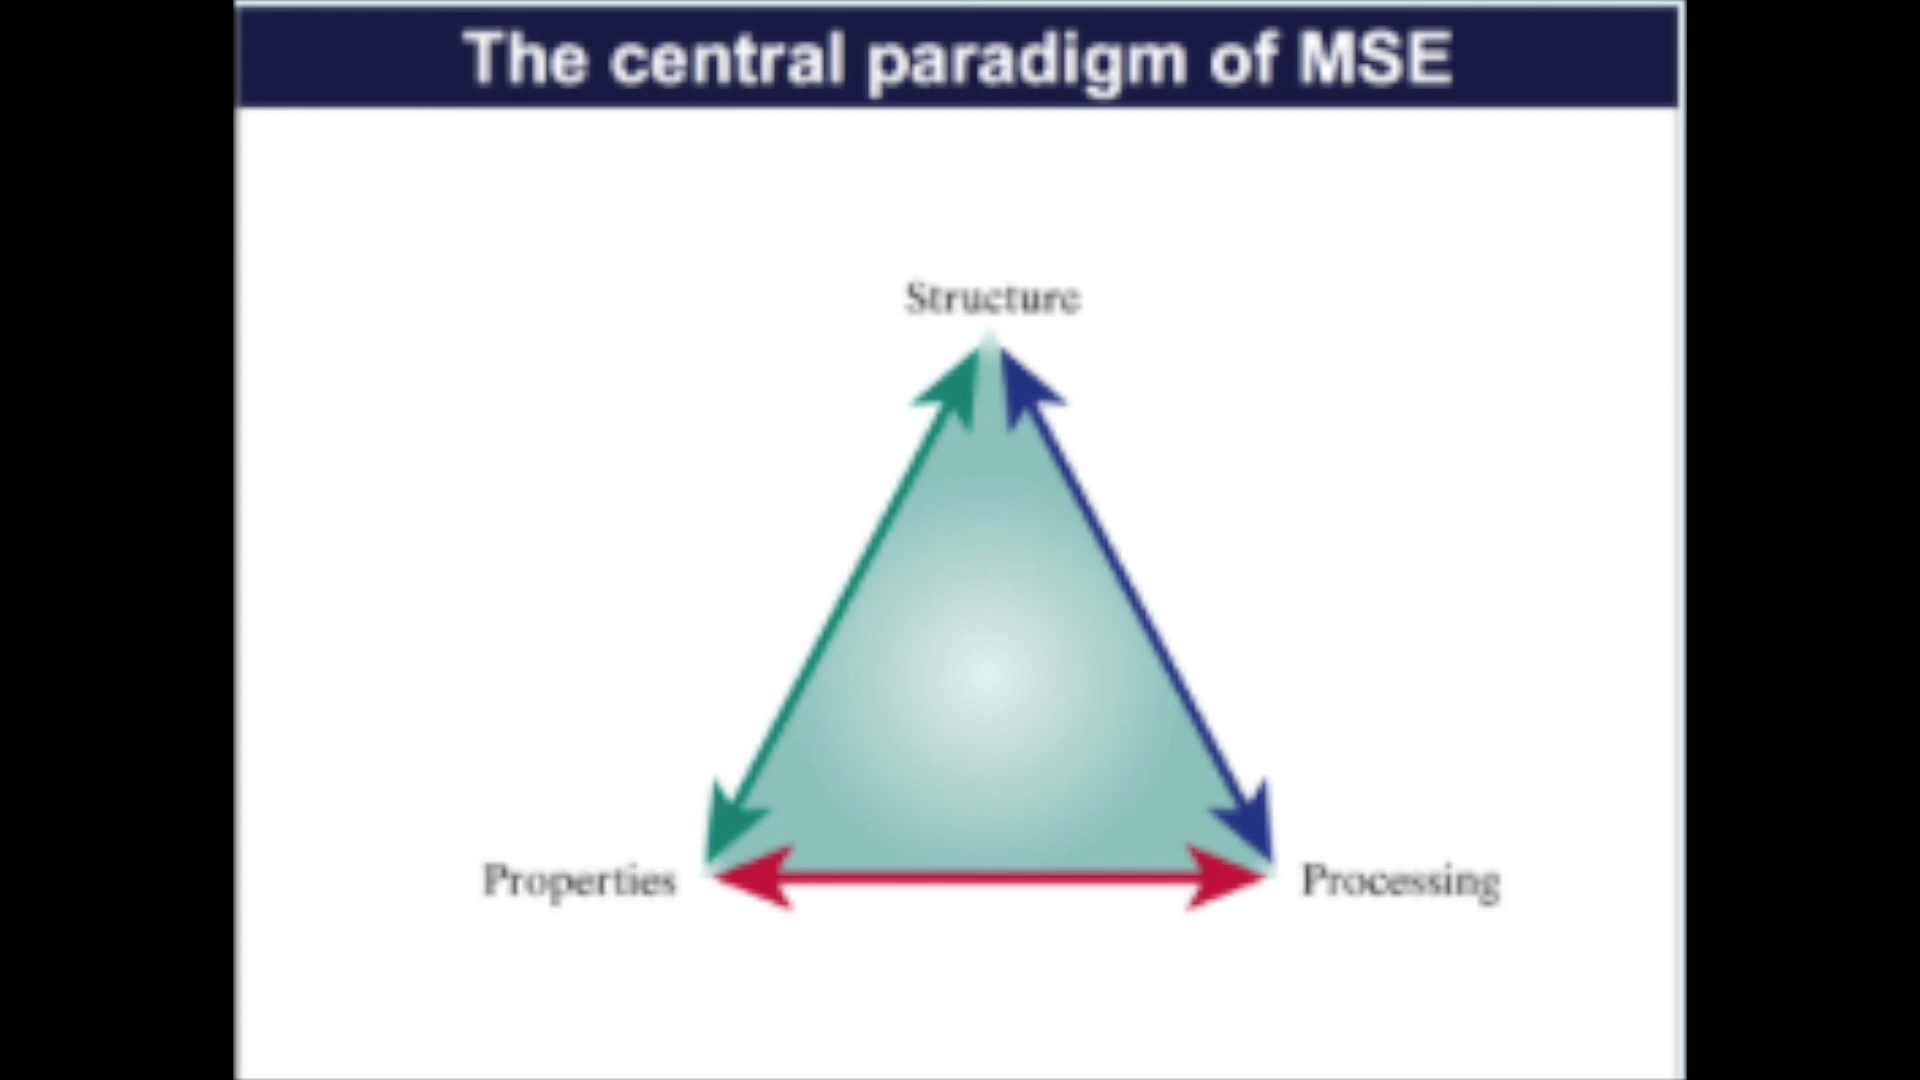 The central paradigm of MSE
Structure
Properties
Processing